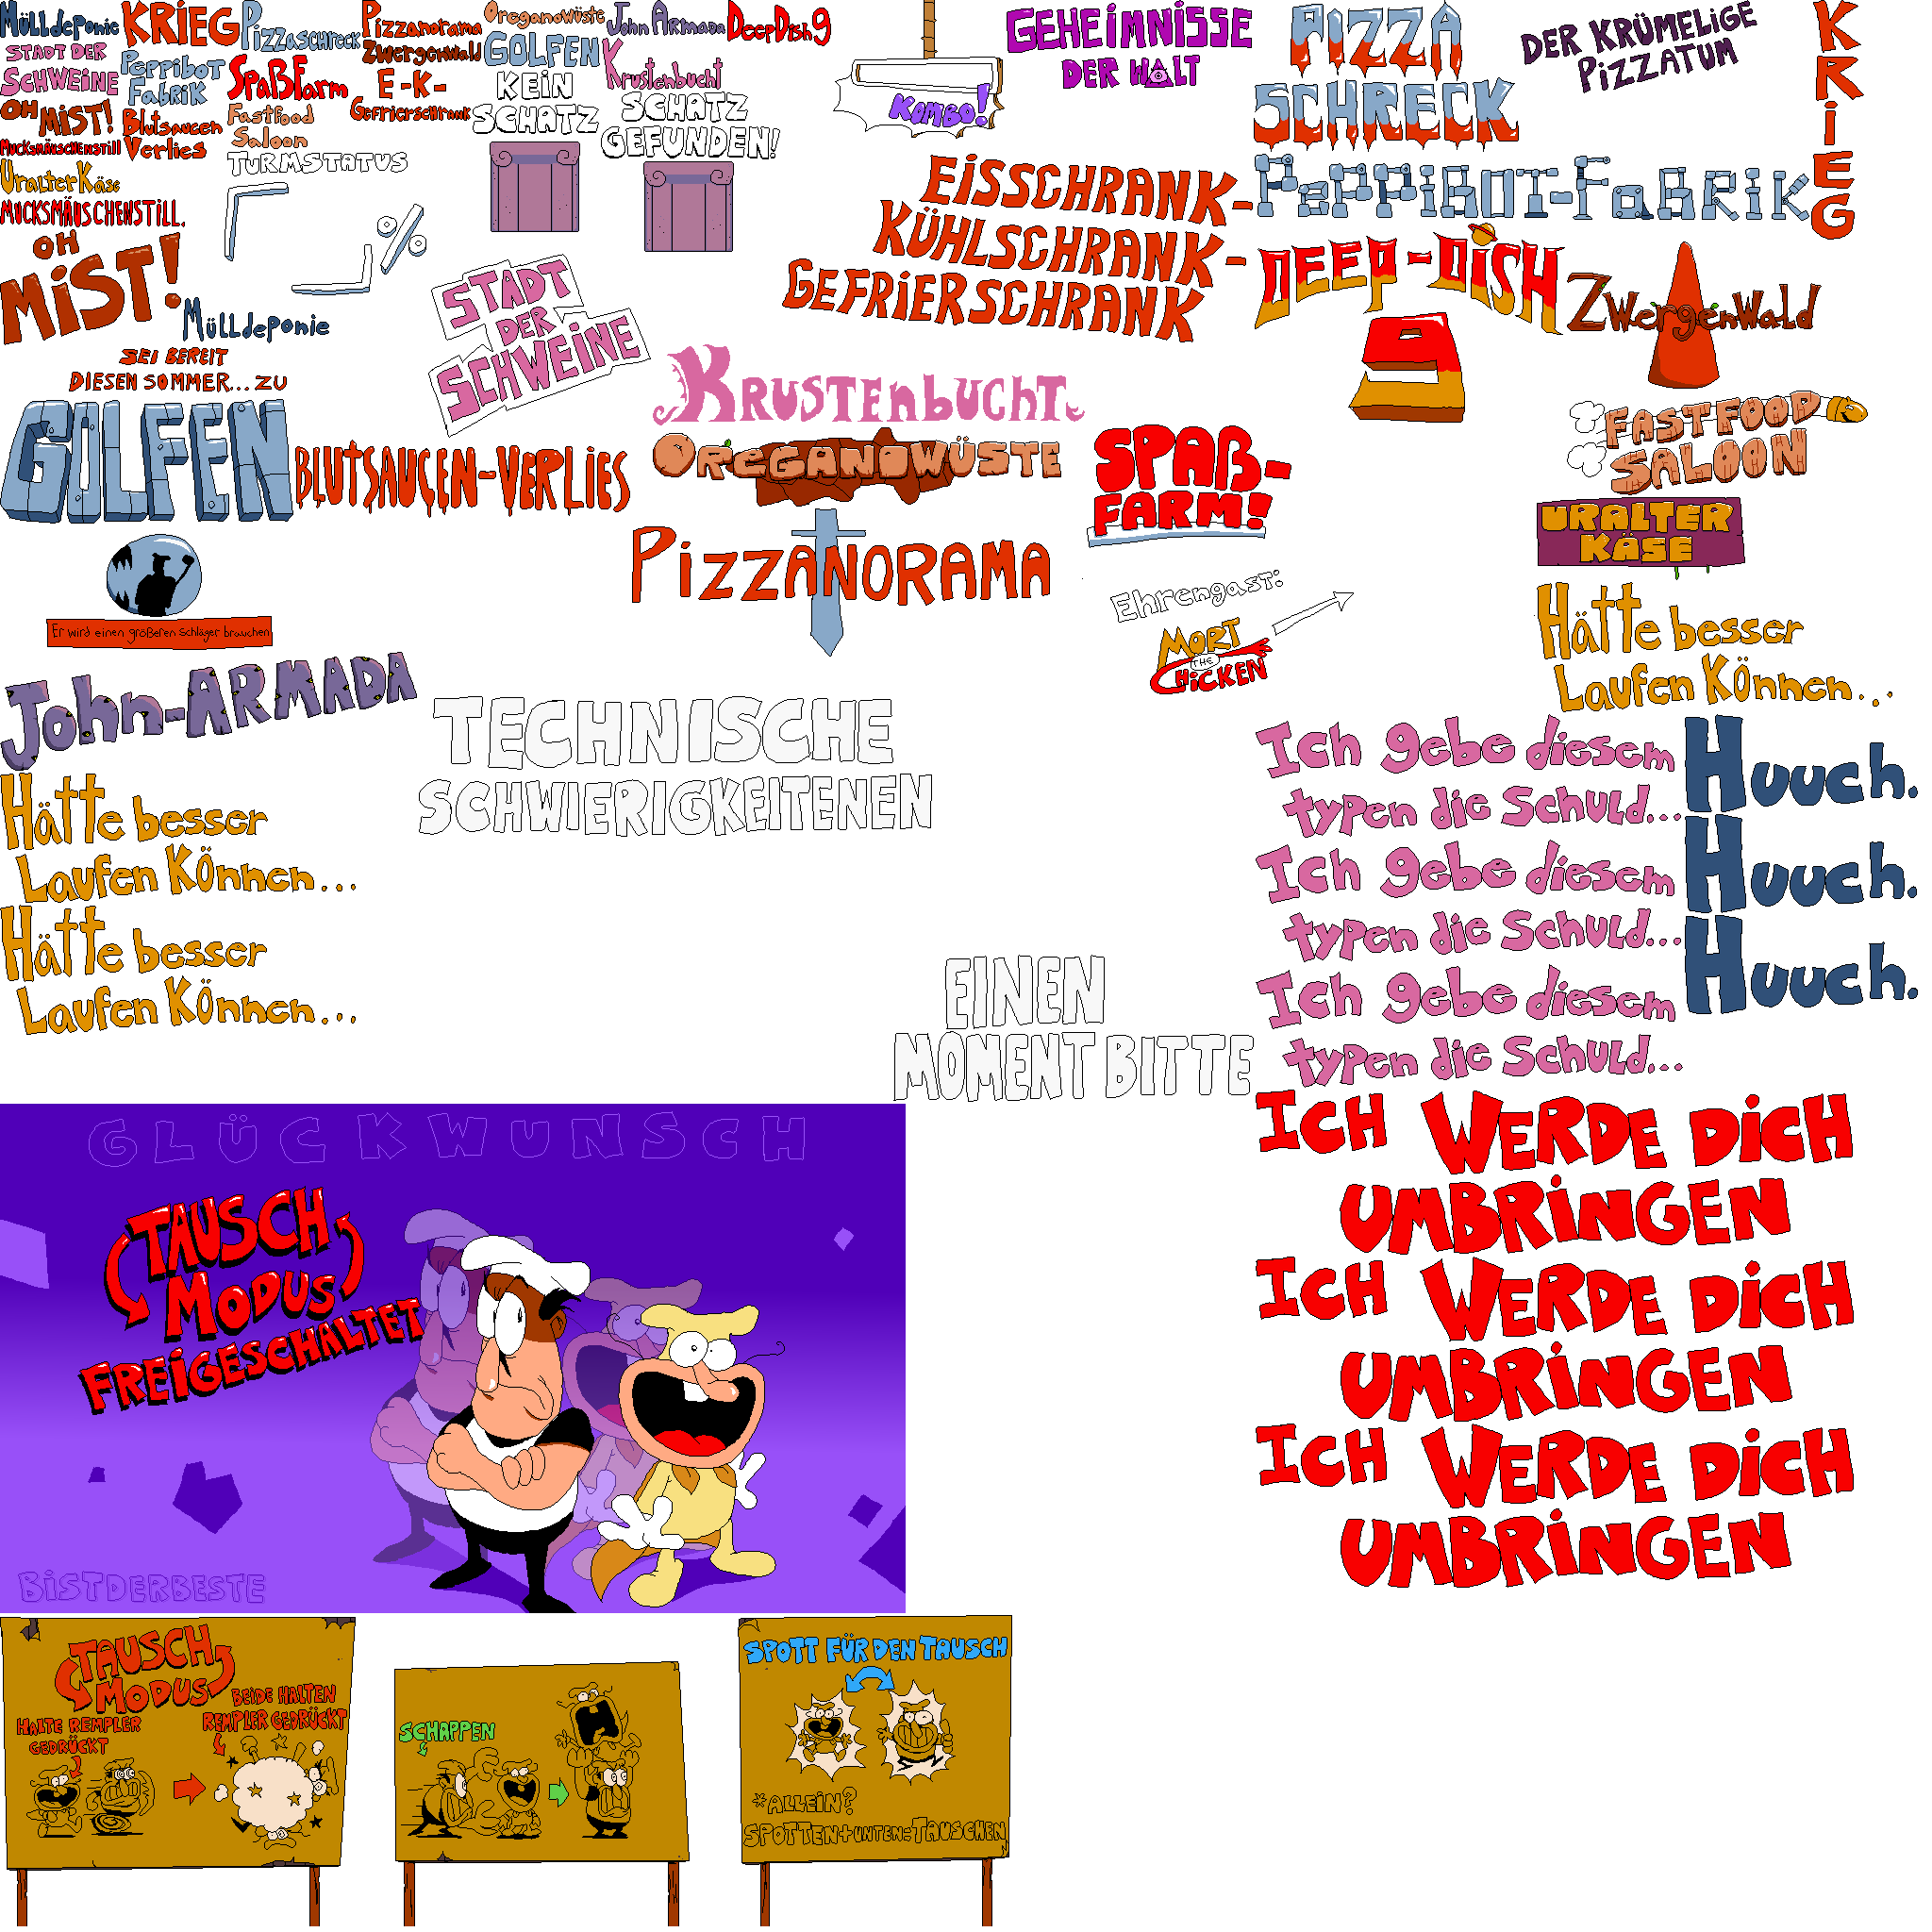 Mülldeponie
KRiEG
Pizzaschreck
Pizzanorama
Oreganowüste
John Armada
DeepDish9
STADT DER
SCHWEiNE
PEPPiBOT
FABRiK
SPAẞFarm
Zwergenwald
E-K-
Gefrierschrank
GOLFEN
Krustenbucht
OH
MiST!
Blutsaucen
Verlies
Fastfood
Saloon
KEiN
SCHATZ
SCHATZ
GEFUNDEN!
MUCKSMÄUSCHENSTiLL
Uralter Käse
TURMSTATUS
MUCKSMÄUSCHENSTiLL.
%
KOMBO!
GEHEiMNiSSE
DER WALT
PiZZA
SCHRECK
DER KRÜMELiGE
PiZZATUM
K
R
i
E
G
EiSSCHRANK-
KÜHLSCHRANK-
GEFRiERSCHRANK
PEPPiBOT-FABRiK
OH
MiST!
Mülldeponie
STADT
DER
SCHWEiNE
DEEP-DiSH
9
ZWergenWald
SEI BEREIT
DIESEN SOMMER... ZU
GOLFEN
KRUSTEnbUChT
BLUTSAUCEN-VERLiES
OREGANOWÜSTE
SPAẞ-
FARM!
FASTFOOD
SALOON
URALTER
KÄSE
PiZZANORAMA
Er wird einen größeren Schläger brauchen
Ehrengast:
MORT
THE
CHiCKEN
Hätte besser
Laufen Können...
John-ARMADA
TECHNISCHE
SCHWIERIGKEITENEN
Ich gebe diesem
typen die Schuld...
Huuch.
Hätte besser
Laufen Können...
Ich gebe diesem
typen die Schuld...
Huuch.
Hätte besser
Laufen Können...
Ich gebe diesem
typen die Schuld...
Huuch.
EINEN
MOMENT BITTE
GLÜCKWUNSCH
TAUSCH
MODUS
FREiGESCHALTET
BiSTDERBESTE
ICH WERDE DiCH
UMBRiNGEN
ICH WERDE DiCH
UMBRiNGEN
ICH WERDE DiCH
UMBRiNGEN
TAUSCH
MODUS
HALTE REMPLER
GEDRÜCKT
BEIDE HALTEN
REMPLER GEDRÜCKT
SCHAPPEN
SPOTT FÜR DEN TAUSCH
*ALLEiN?
SPOTTEN+UNTEN=TAUSCHEN